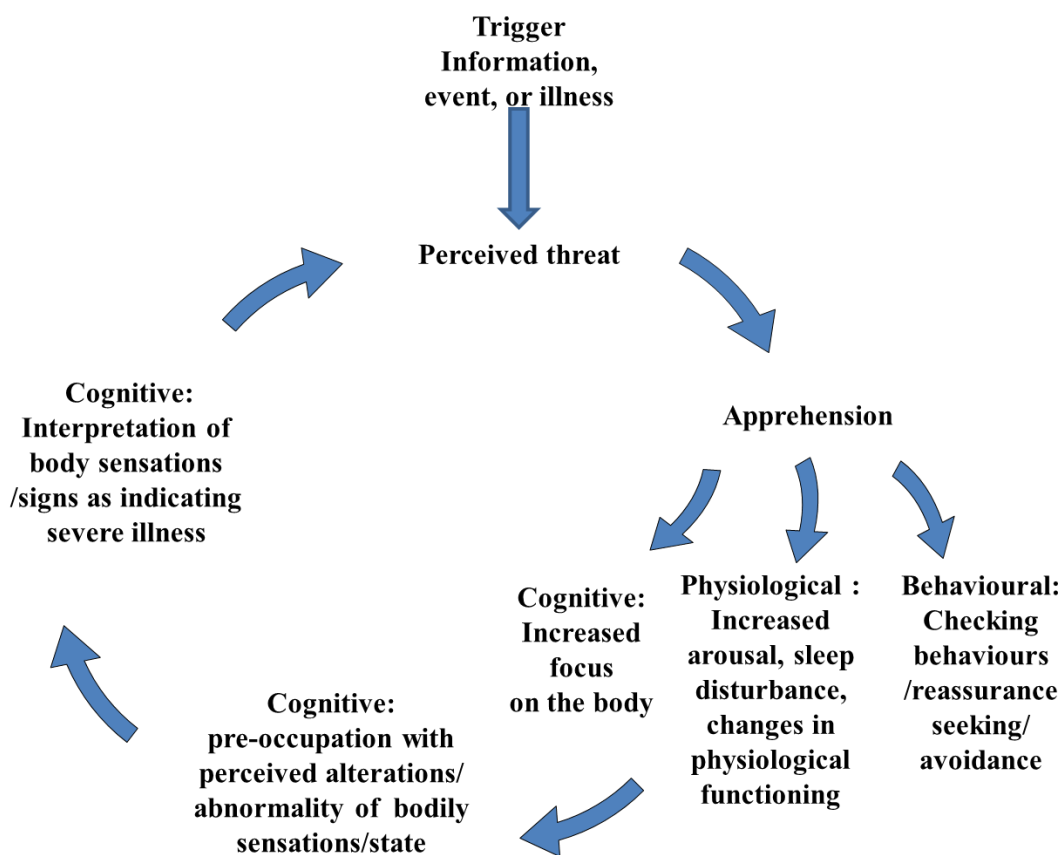 Trigger
Information,
event, or illness
Perceived threat
Apprehension
Cognitive:
Increased
focus
on the body
Physiological :
Increased
arousal, sleep
disturbance,
changes in
physiological
functioning
Behavioural:
Checking
behaviours
/reassurance
seeking/
avoidance
Cognitive:
pre-occupation with
perceived alterations/
abnormality of bodily
sensations/state
Cognitive:
Interpretation of
body sensations
/signs as indicating
severe illness